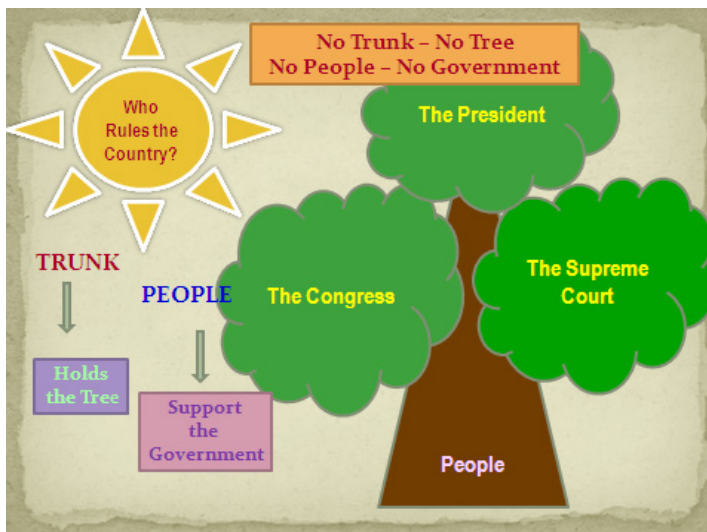 No Trunk – No Tree
No People – No Government
Who
Rules the
Country?
The President
TRUNK
PEOPLE
The Congress
The Supreme
Court
Holds
the Tree
Support
the
Government
People